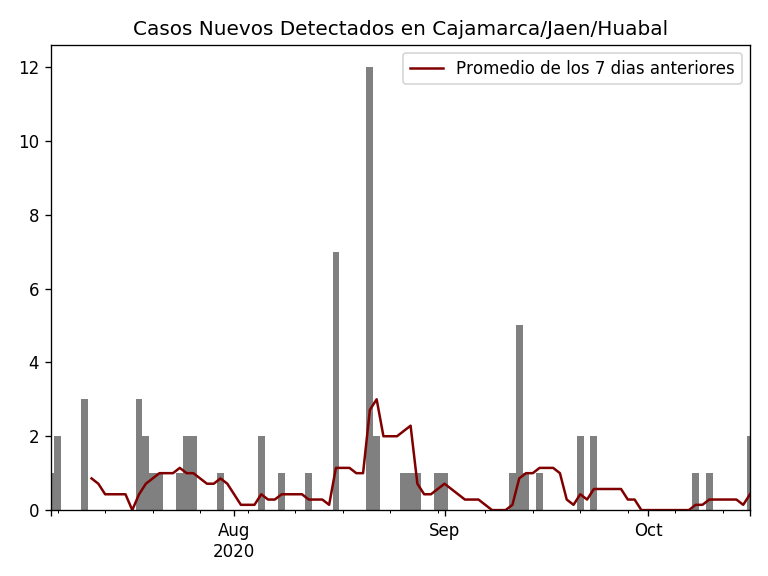 Casos Nuevos Detectados en Cajamarca/Jaen/Huabal
Promedio de los 7 dias anteriores
12
10
8
6
4
2
0
Aug
2020
Sep
Oct